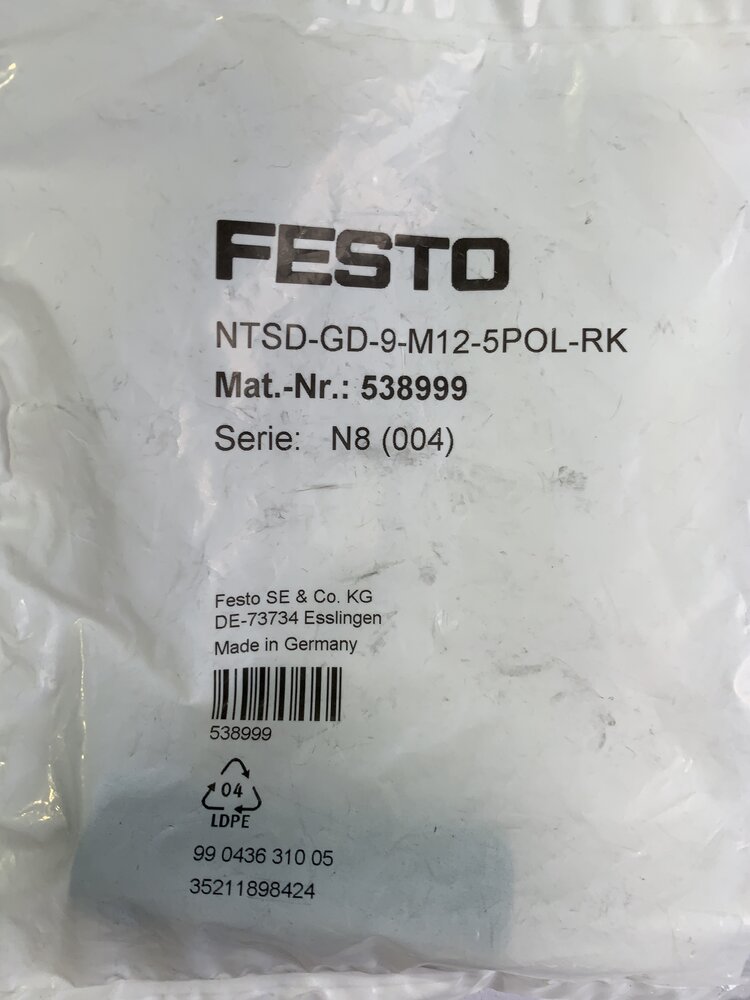 FESTO
NTSD-GD-9-M12-5POL-RK
Mat.-Nr.: 538999
Serie: N8 (004)
Festo SE & Co. KG
DE-73734 Esslingen
Made in Germany
538999
04
LDPE
99 0436 310 05
35211898424